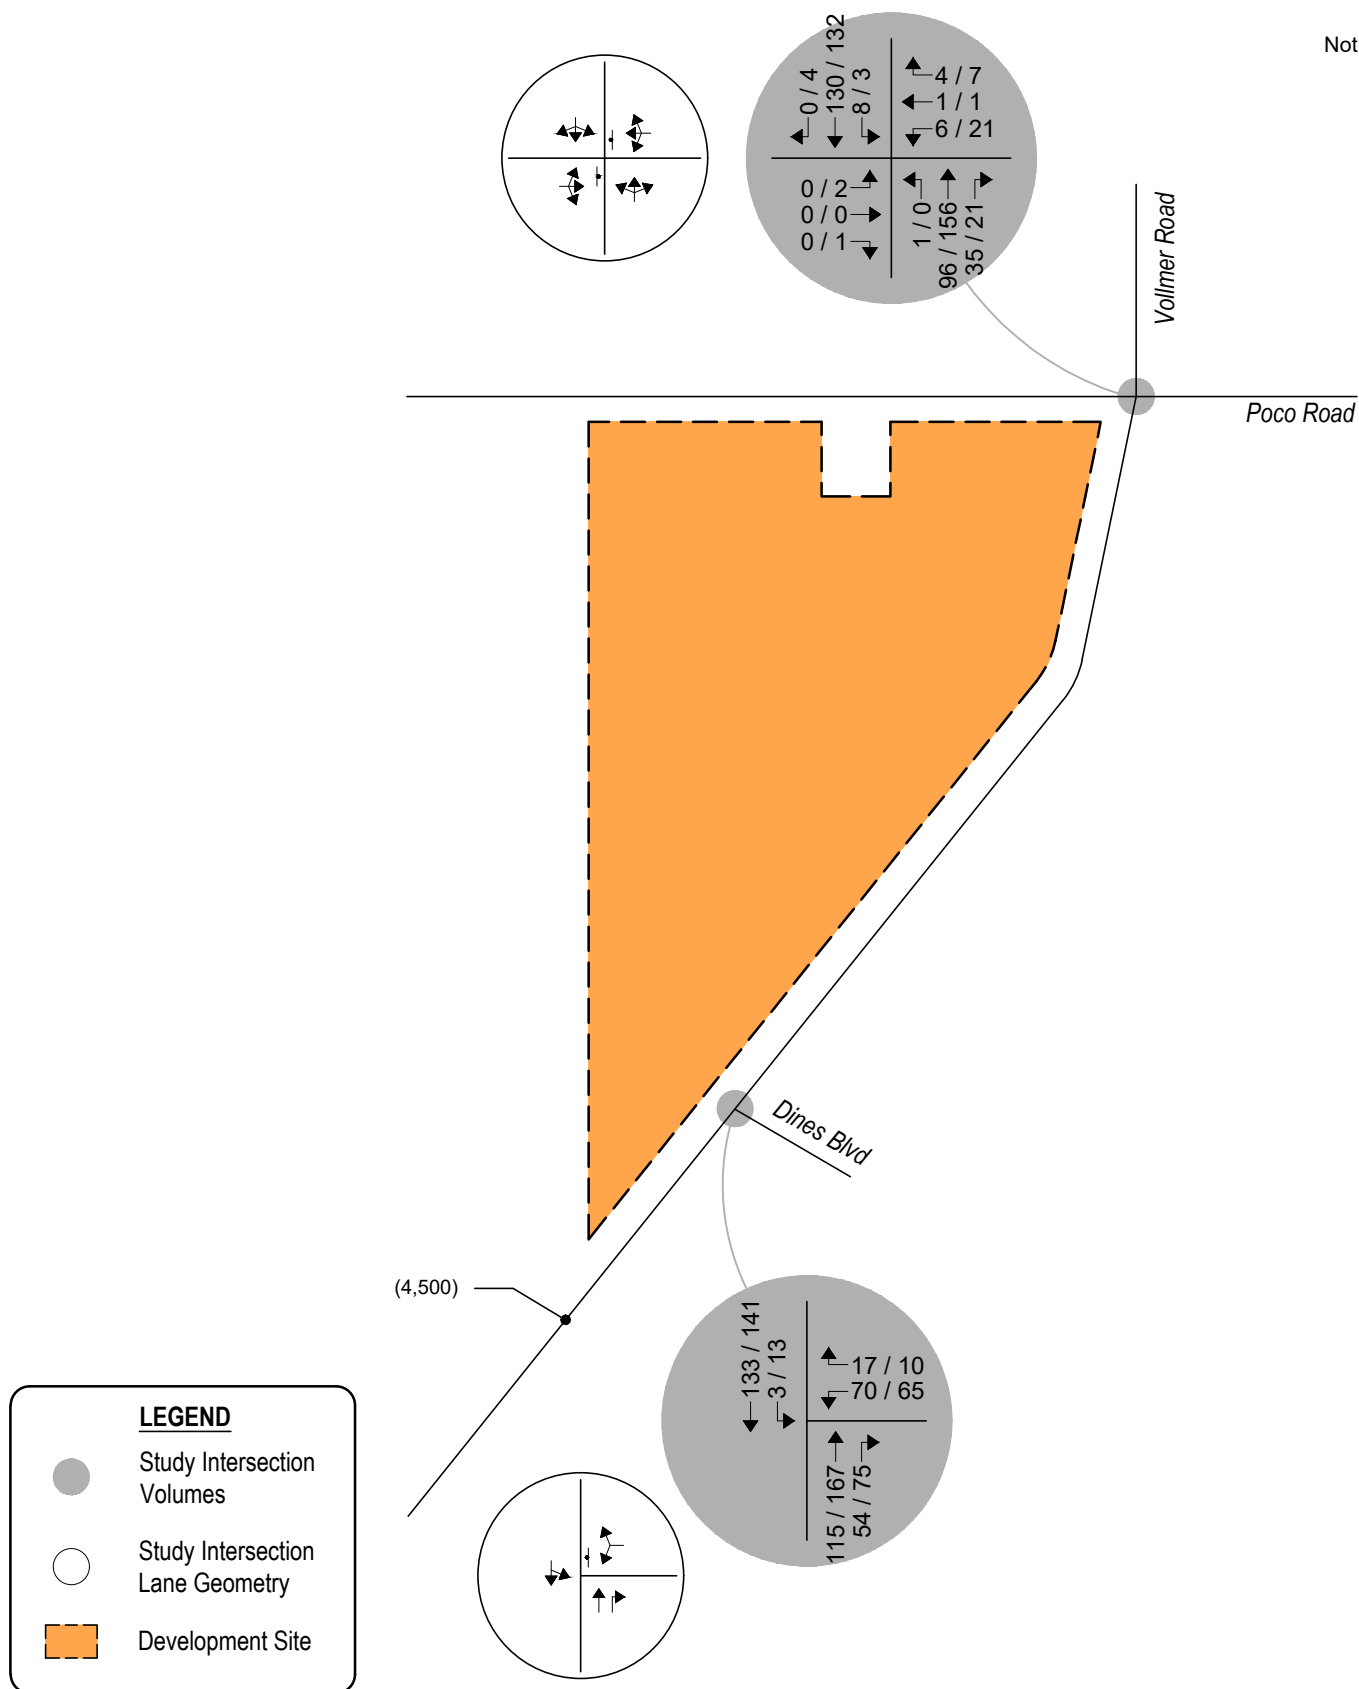 Not
0 / 4
130 / 132
8 / 3
4 / 7
1 / 1
6 / 21
0 / 2
0 / 0
0 / 1
1 / 0
96 / 156
35 / 21
Vollmer Road
Poco Road
Dines Blvd
(4,500)
133 / 141
3 / 13
17 / 10
70 / 65
115 / 167
54 / 75
LEGEND
Study Intersection
Volumes
Study Intersection
Lane Geometry
Development Site